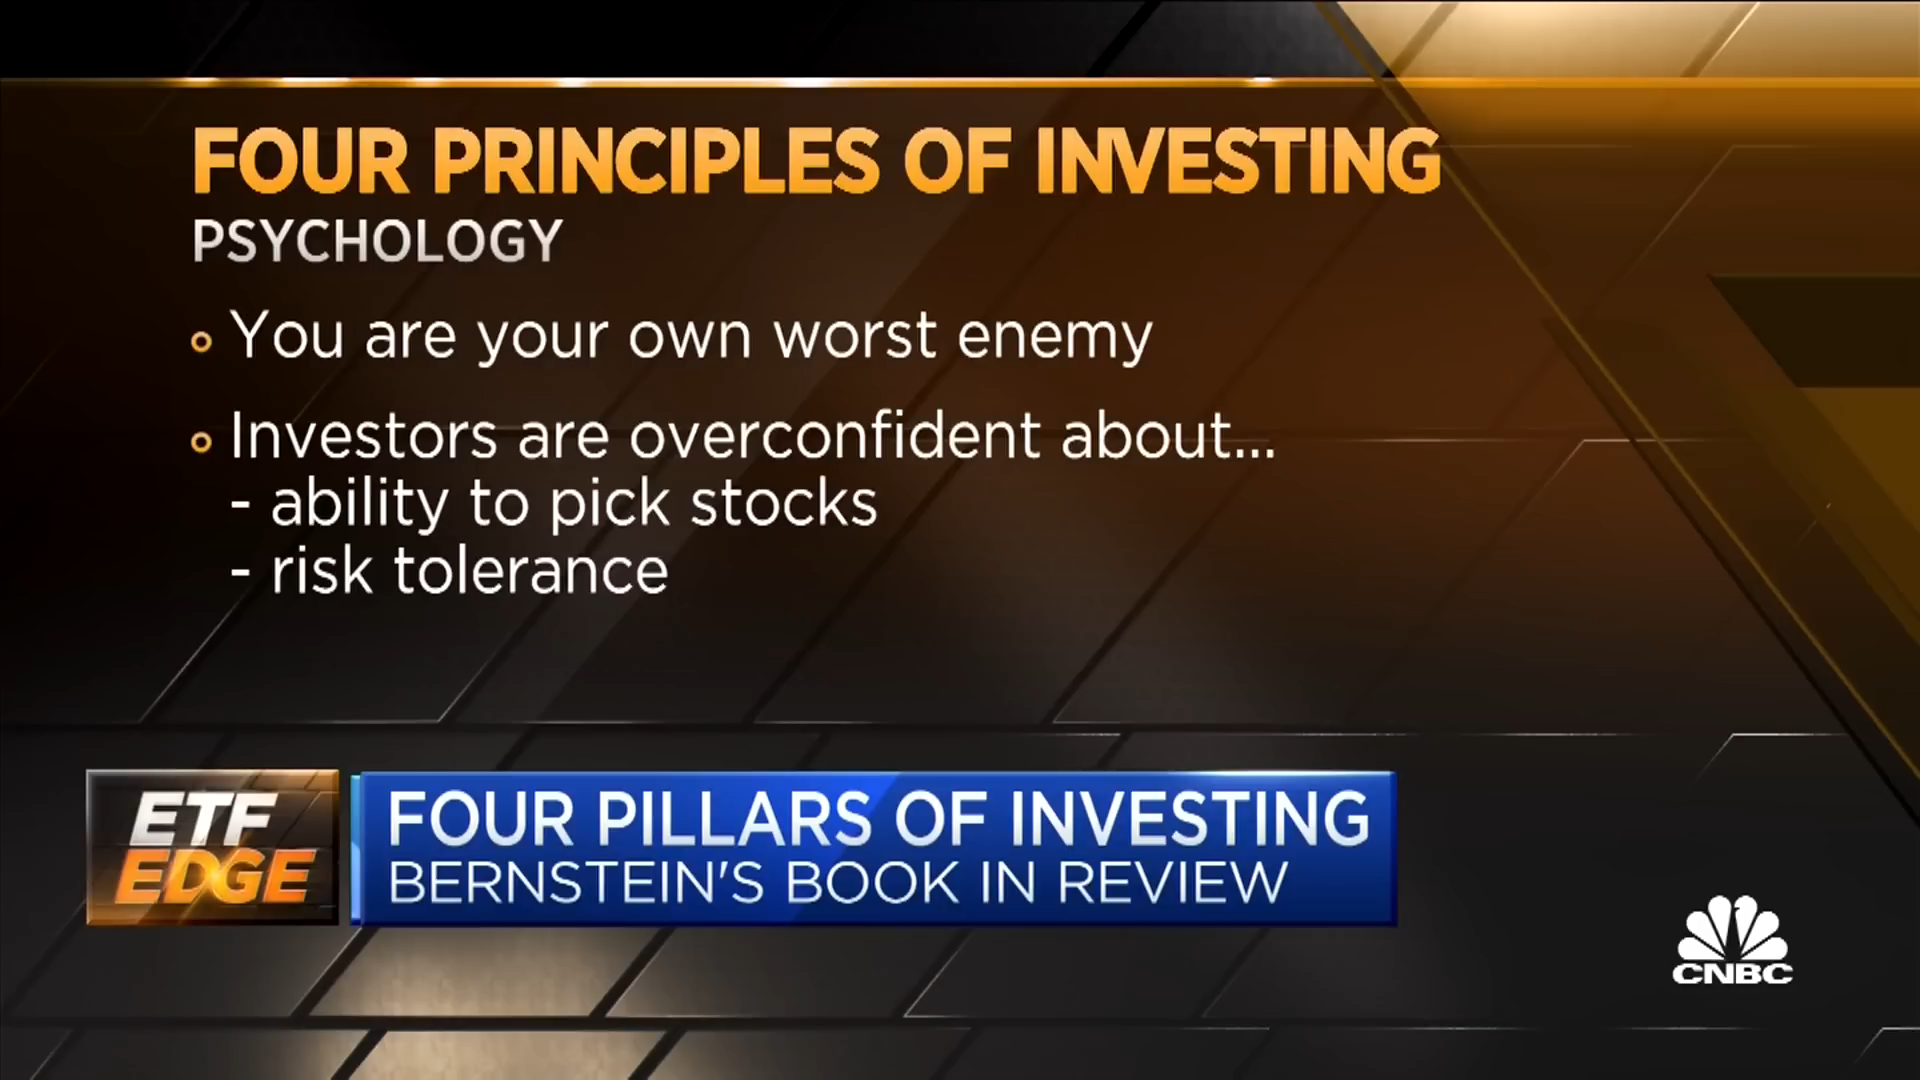 FOUR PRINCIPLES OF INVESTING
PSYCHOLOGY
You are your own worst enemy
Investors are overconfident about...
- ability to pick stocks
- risk tolerance
ETF
EDGE
FOUR PILLARS OF INVESTING
BERNSTEIN'S BOOK IN REVIEW
CNBC